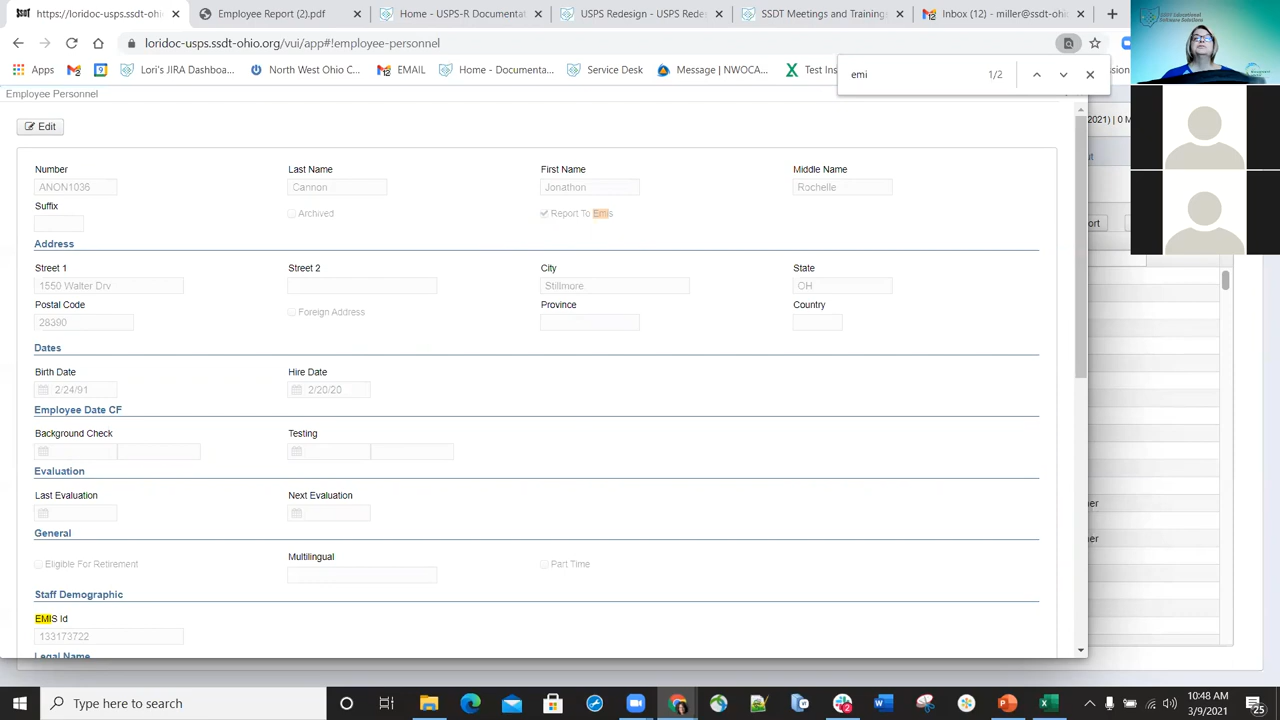 https://loridoc-usps.ssdt-ohio.org
Employee Report (2).pdf
Home - USPS-R Documentat
USPS Redesign - USPS Rede
SSDT Meetings and Trainings
Inbox (12) - miller@ssdt-ohio
loridoc-usps.ssdt-ohio.org/vui/app#!employee-personnel
Apps
Lori's JIRA Dashboa...
North West Ohio C...
EMAIL
Home - Documenta...
Service Desk
Message | NWOCA...
Test Ins
emi
1/2
Employee Personnel
2021) | 0 M
Edit
Number
Last Name
First Name
Middle Name
ANON1036
Cannon
Jonathon
Rochelle
Suffix
Archived
Report To Emis
ort
Address
Street 1
Street 2
City
State
1550 Walter Drv
Stillmore
OH
Postal Code
Province
Country
28390
Foreign Address
Dates
Birth Date
Hire Date
2/24/91
2/20/20
Employee Date CF
Background Check
Testing
Evaluation
Last Evaluation
Next Evaluation
General
Multilingual
Eligible For Retirement
Part Time
Staff Demographic
EMIS Id
133173722
Legal Name
Type here to search
10:48 AM
3/9/2021
25